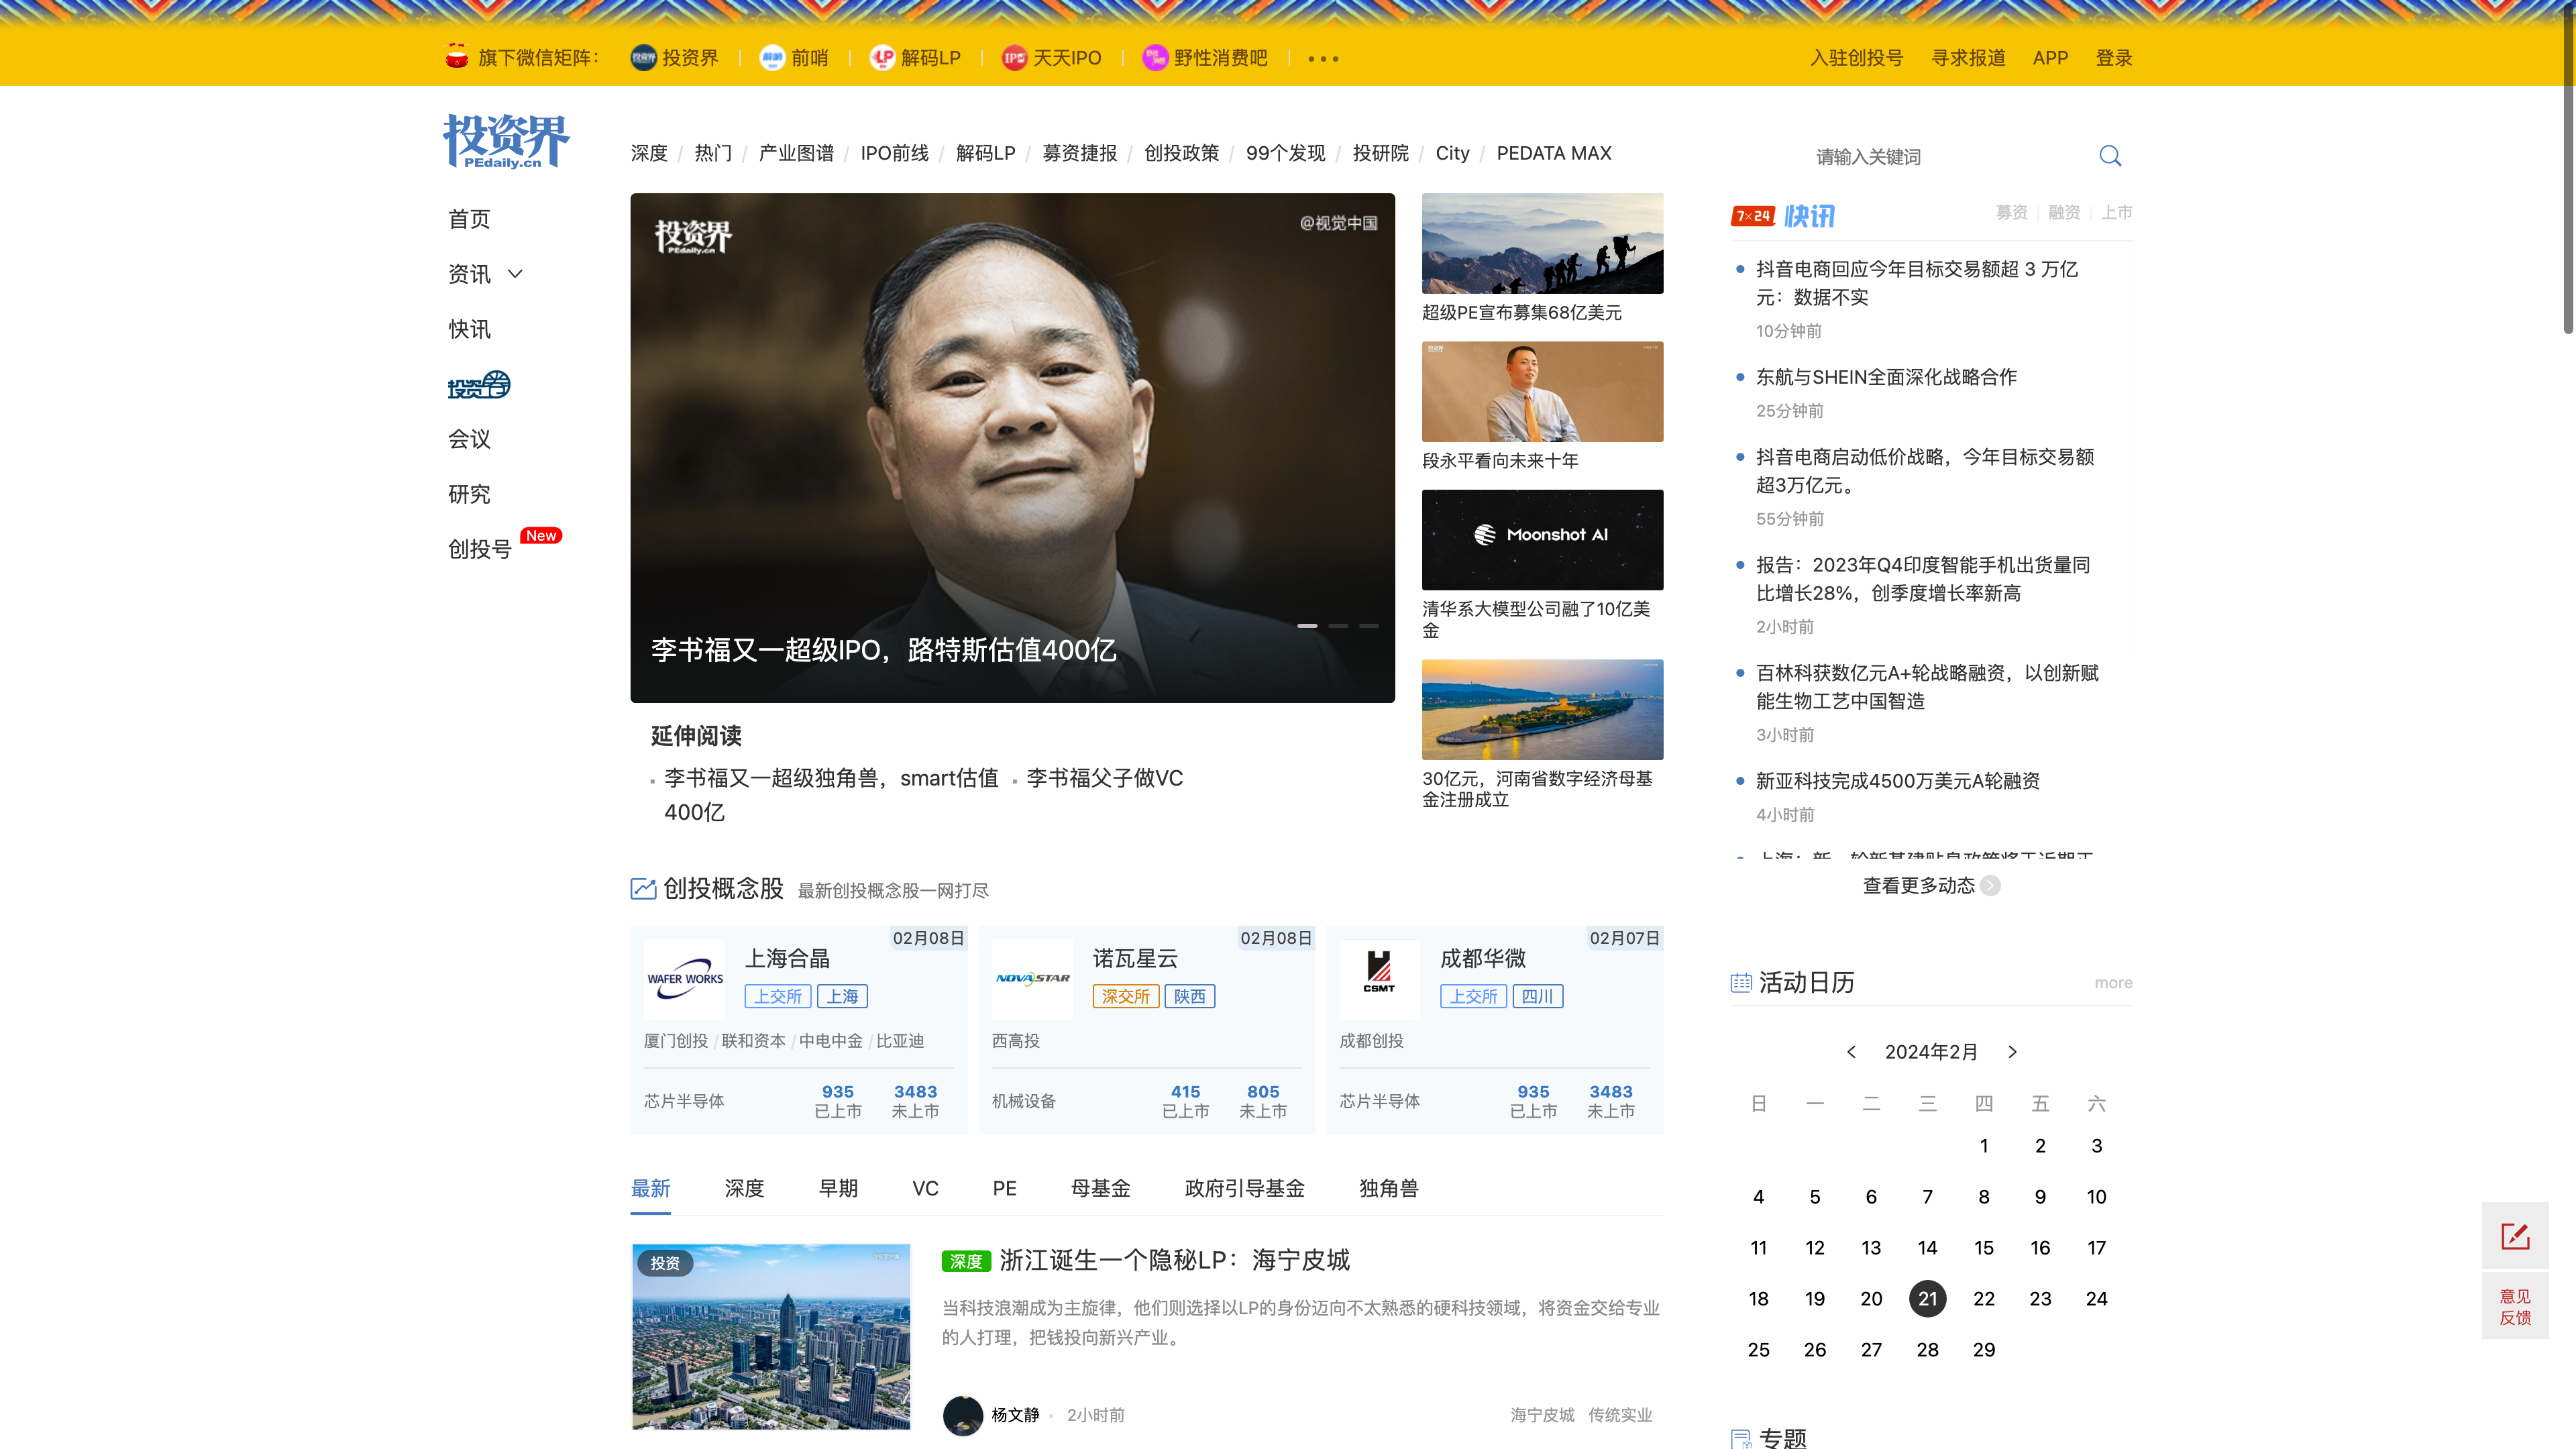 旗下微信矩阵： 投资界 前哨 解码LP 天天IPO 野性消费吧 ••• 入驻创投号 寻求报道 APP 登录
投资界
PEdaily.cn
深度 / 热门 / 产业图谱 / IPO前线 / 解码LP / 募资捷报 / 创投政策 / 99个发现 / 投研院 / City / PEDATA MAX
请输入关键词
首页
资讯
快讯
投资界
会议
研究
创投号 New
投资界
PEdaily.cn
@视觉中国
李书福又一超级IPO，路特斯估值400亿
延伸阅读
李书福又一超级独角兽，smart估值400亿
李书福父子做VC
超级PE宣布募集68亿美元
段永平看向未来十年
Moonshot AI
清华系大模型公司融了10亿美
金
30亿元，河南省数字经济母基
金注册成立
7×24 快讯 募资 融资 上市
抖音电商回应今年目标交易额超 3 万亿
元：数据不实
10分钟前
东航与SHEIN全面深化战略合作
25分钟前
抖音电商启动低价战略，今年目标交易额
超3万亿元。
55分钟前
报告：2023年Q4印度智能手机出货量同
比增长28%，创季度增长率新高
2小时前
百林科获数亿元A+轮战略融资，以创新赋
能生物工艺中国智造
3小时前
新亚科技完成4500万美元A轮融资
4小时前
查看更多动态
创投概念股 最新创投概念股一网打尽
02月08日
WAFER WORKS
上海合晶
上交所 上海
厦门创投 / 联和资本 / 中电中金 / 比亚迪
芯片半导体
935 3483
已上市 未上市
02月08日
NOVA STAR
诺瓦星云
深交所 陕西
西高投
机械设备
415 805
已上市 未上市
02月07日
CSMT
成都华微
上交所 四川
成都创投
芯片半导体
935 3483
已上市 未上市
最新 深度 早期 VC PE 母基金 政府引导基金 独角兽
投资
深度 浙江诞生一个隐秘LP：海宁皮城
当科技浪潮成为主旋律，他们则选择以LP的身份迈向不太熟悉的硬科技领域，将资金交给专业
的人打理，把钱投向新兴产业。
杨文静 2小时前 海宁皮城 传统实业
活动日历 more
< 2024年2月 >
日 一 二 三 四 五 六
1 2 3
4 5 6 7 8 9 10
11 12 13 14 15 16 17
18 19 20 21 22 23 24
25 26 27 28 29
专题
意见
反馈